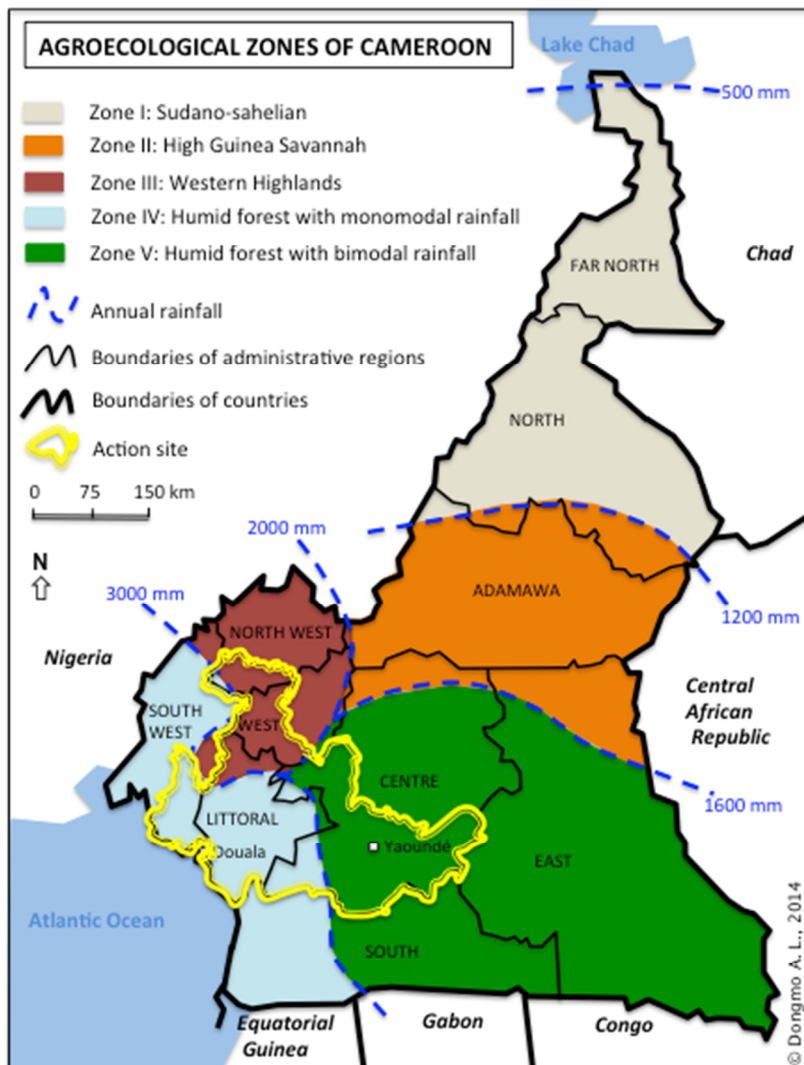 AGROECOLOGICAL ZONES OF CAMEROON
Lake Chad
500 mm
Zone I: Sudano-sahelian
Zone II: High Guinea Savannah
Zone III: Western Highlands
Zone IV: Humid forest with monomodal rainfall
Zone V: Humid forest with bimodal rainfall
Annual rainfall
Boundaries of administrative regions
Boundaries of countries
Action site
0 75 150 km
N
FAR NORTH
Chad
NORTH
2000 mm
3000 mm
ADAMAWA
1200 mm
NORTH WEST
Nigeria
SOUTH
WEST
WEST
Central
African
Republic
CENTRE
1600 mm
LITTORAL
Douala
Yaoundé
EAST
Atlantic Ocean
SOUTH
Equatorial
Guinea
Gabon
Congo
© Dongmo A. L., 2014